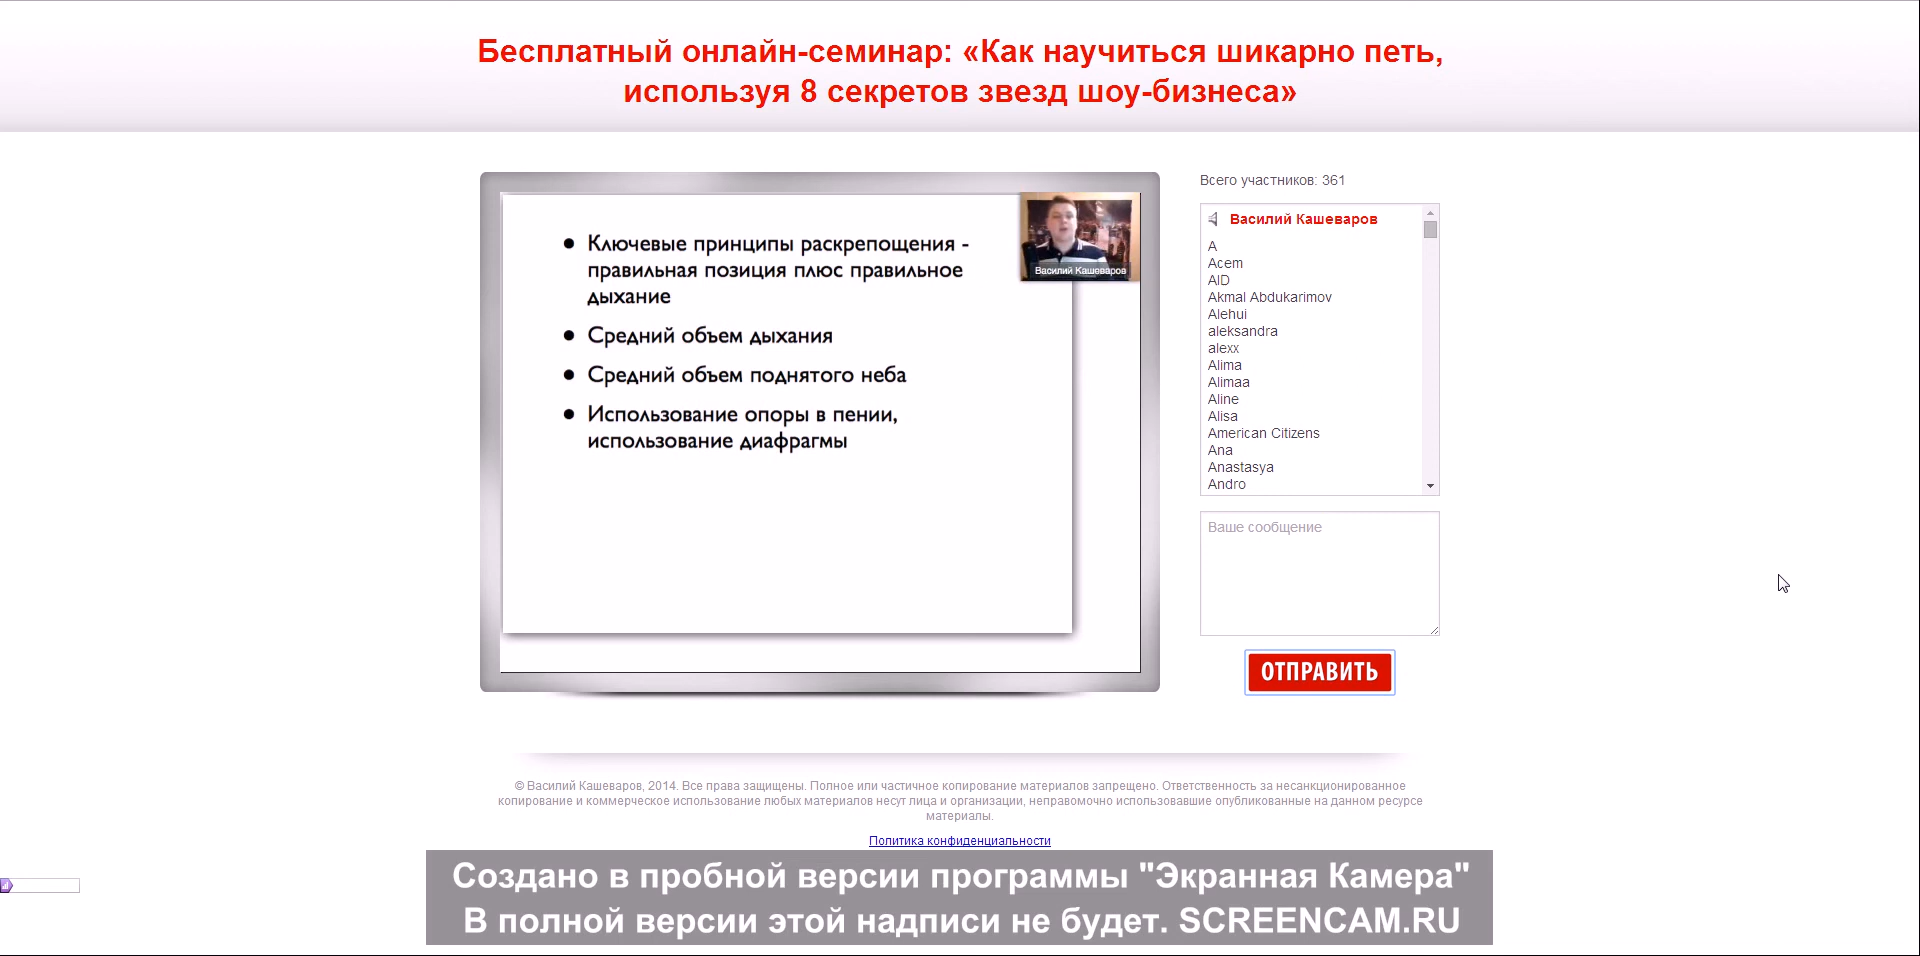 Бесплатный онлайн-семинар: «Как научиться шикарно петь,
используя 8 секретов звезд шоу-бизнеса»
• Ключевые принципы раскрепощения -
правильная позиция плюс правильное
дыхание
• Средний объем дыхания
• Средний объем поднятого неба
• Использование опоры в пении,
использование диафрагмы
Василий Кашеваров
Всего участников: 361
Василий Кашеваров
A
Acem
AID
Akmal Abdukarimov
Alehui
aleksandra
alexx
Alima
Alimaa
Aline
Alisa
American Citizens
Ana
Anastasya
Andro
Ваше сообщение
ОТПРАВИТЬ
© Василий Кашеваров, 2014. Все права защищены. Полное или частичное копирование материалов запрещено. Ответственность за несанкционированное
копирование и коммерческое использование любых материалов несут лица и организации, неправомочно использовавшие опубликованные на данном ресурсе
материалы.
Политика конфиденциальности
Создано в пробной версии программы "Экранная Камера"
В полной версии этой надписи не будет. SCREENCAM.RU